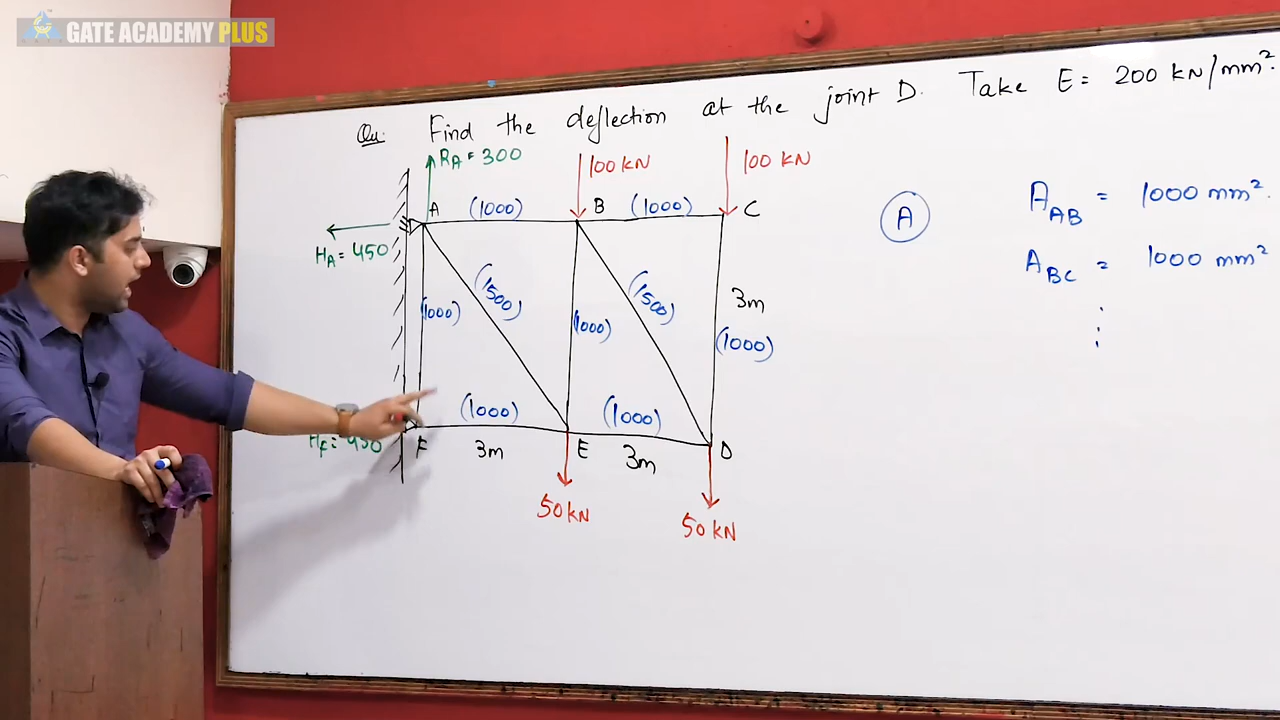 GATE ACADEMY PLUS
Qu. Find the deflection at the joint D. Take E = 200 kN/mm².
RA = 300
100 kN
100 kN
A
(1000)
B
(1000)
C
HA = 450
(1000)
(1500)
(1000)
(1500)
3m
(1000)
(1000)
(1000)
HF = 450
F
3m
E
3m
D
50 kN
50 kN
A
AAB = 1000 mm².
ABC = 1000 mm²